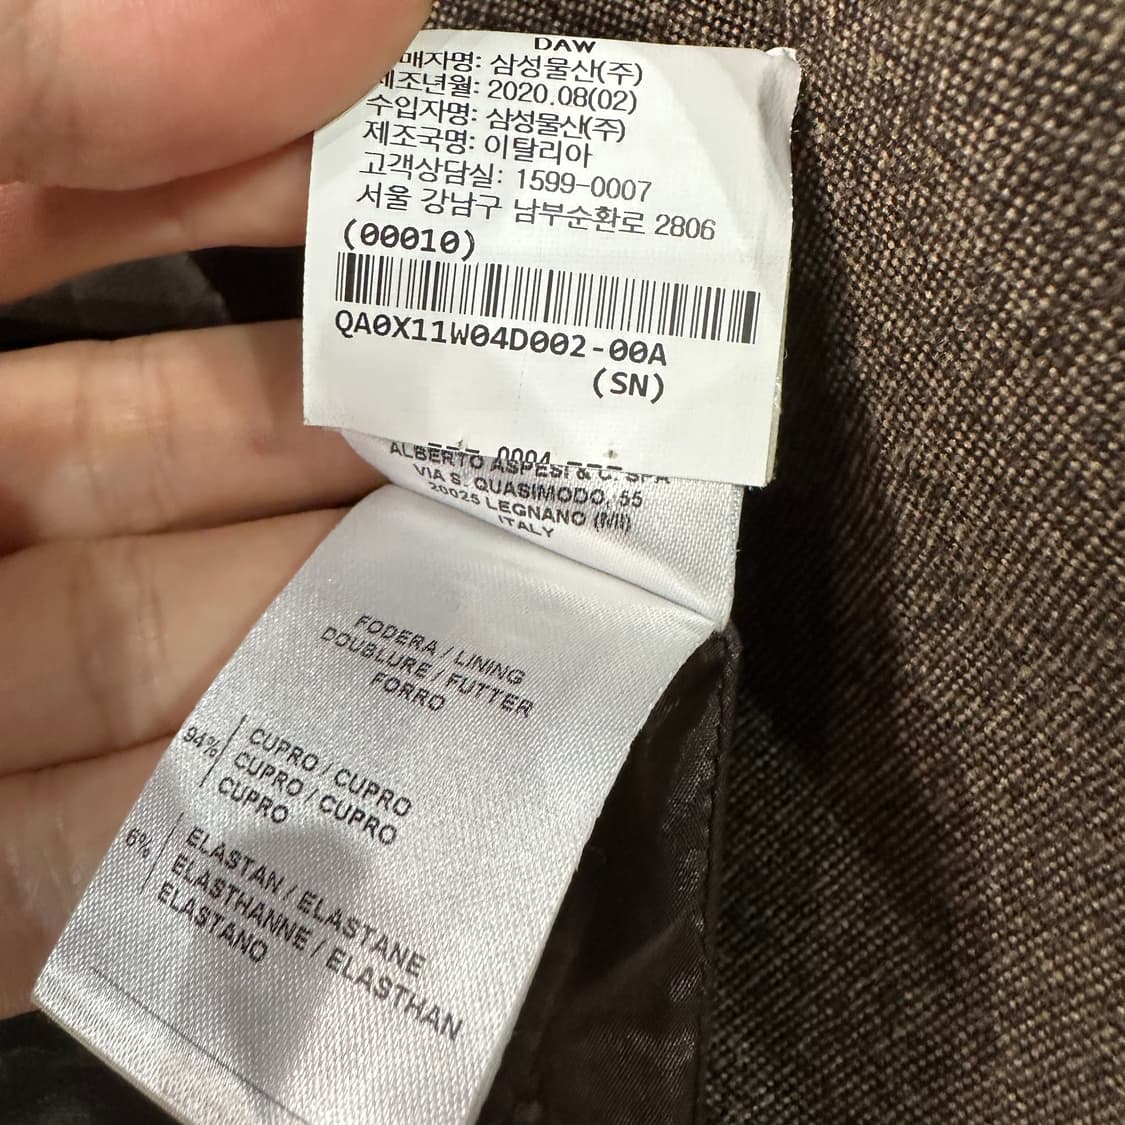 DAW
매자명: 삼성물산(주)
제조년월: 2020.08(02)
수입자명: 삼성물산(주)
제조국명: 이탈리아
고객상담실: 1599-0007
서울 강남구 남부순환로 2806
(00010)
QA0X11W04D002-00A
(SN)
0004
ALBERTO ASPESI & C. SPA
VIA S. QUASIMODO, 55
20025 LEGNANO (MI)
ITALY
FODERA / LINING
DOUBLURE / FUTTER
FORRO
94% CUPRO / CUPRO
CUPRO / CUPRO
CUPRO
6% ELASTAN / ELASTANE
ELASTHANNE / ELASTHAN
ELASTANO